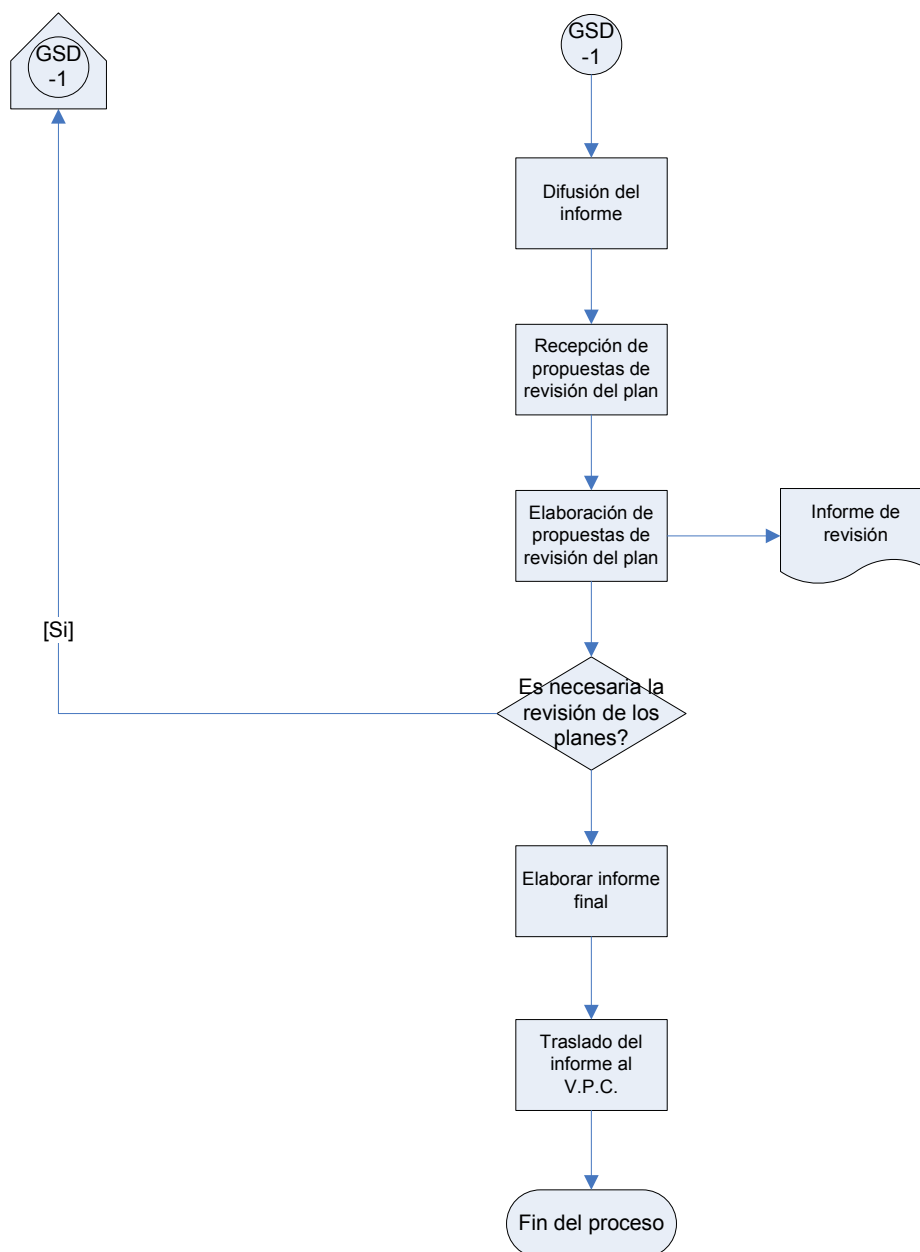 GSD
-1
GSD
-1
Difusión del
informe
Recepción de
propuestas de
revisión del plan
Elaboración de
propuestas de
revisión del plan
Informe de
revisión
[Si]
Es necesaria la
revisión de los
planes?
Elaborar informe
final
Traslado del
informe al
V.P.C.
Fin del proceso